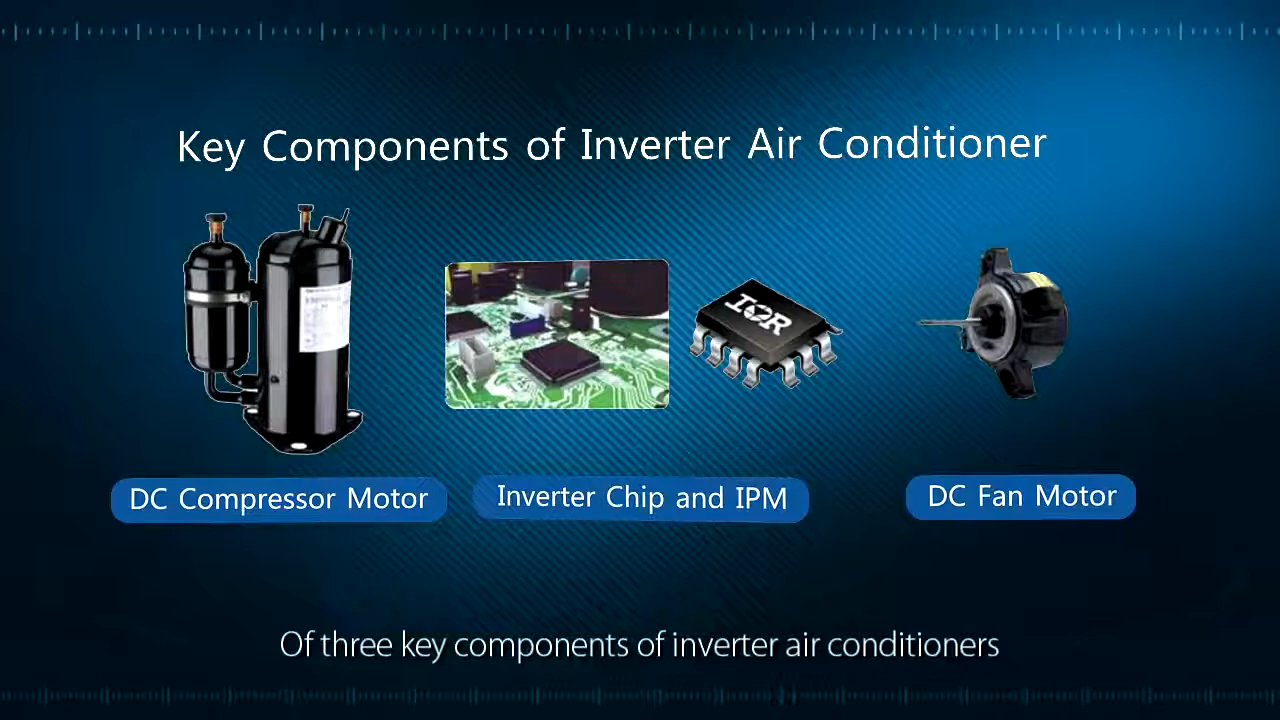 Key Components of Inverter Air Conditioner
IOR
DC Compressor Motor
Inverter Chip and IPM
DC Fan Motor
Of three key components of inverter air conditioners